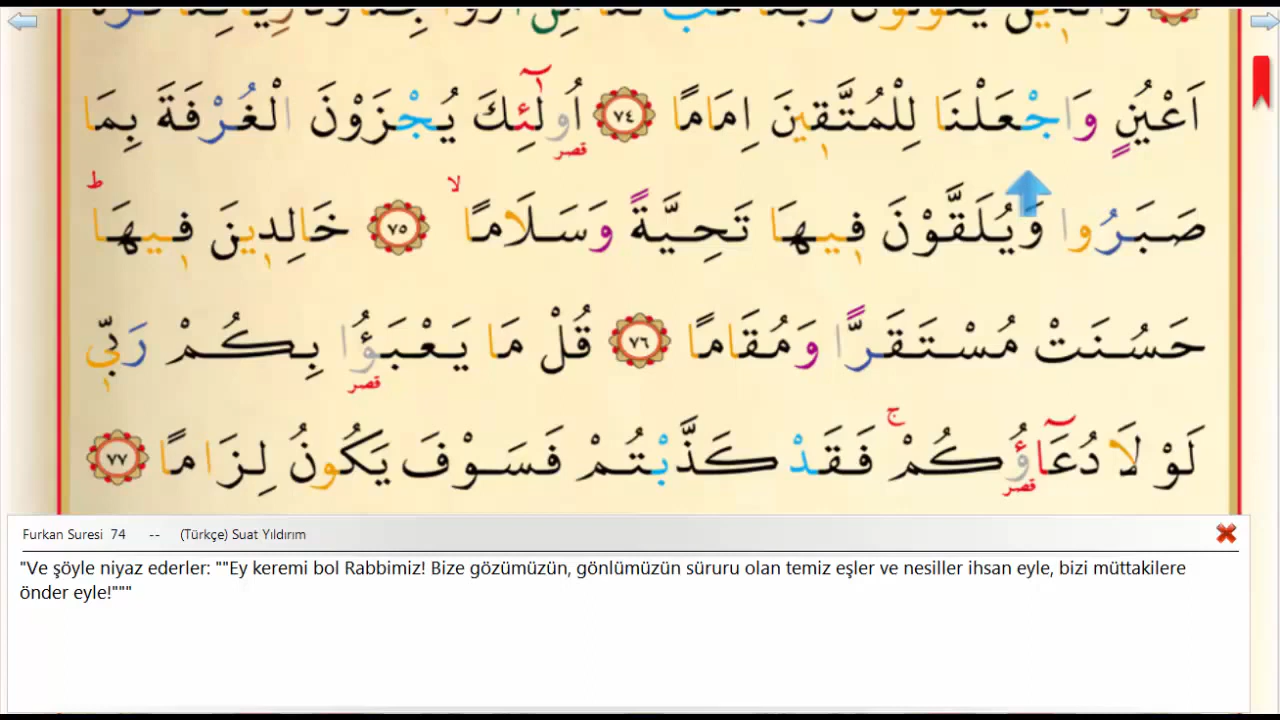 اَعْيُنٍ وَاجْعَلْنَا لِلْمُتَّق۪ينَ اِمَامًا ﴿٧٤﴾ اُو۬لٰٓئِكَ يُجْزَوْنَ الْغُرْفَةَ بِمَا
صَبَرُوا وَيُلَقَّوْنَ ف۪يهَا تَحِيَّةً وَسَلَامًاۙ ﴿٧٥﴾ خَالِد۪ينَ ف۪يهَاۜ
حَسُنَتْ مُسْتَقَرًّا وَمُقَامًا ﴿٧٦﴾ قُلْ مَا يَعْبَؤُ۬ا بِكُمْ رَبّ۪ي
لَوْ لَا دُعَٓاؤُ۬كُمْۚ فَقَدْ كَذَّبْتُمْ فَسَوْفَ يَكُونُ لِزَامًا ﴿٧٧﴾
Furkan Suresi 74 -- (Türkçe) Suat Yıldırım
"Ve şöyle niyaz ederler: ""Ey keremi bol Rabbimiz! Bize gözümüzün, gönlümüzün süruru olan temiz eşler ve nesiller ihsan eyle, bizi müttakilere
önder eyle!"""